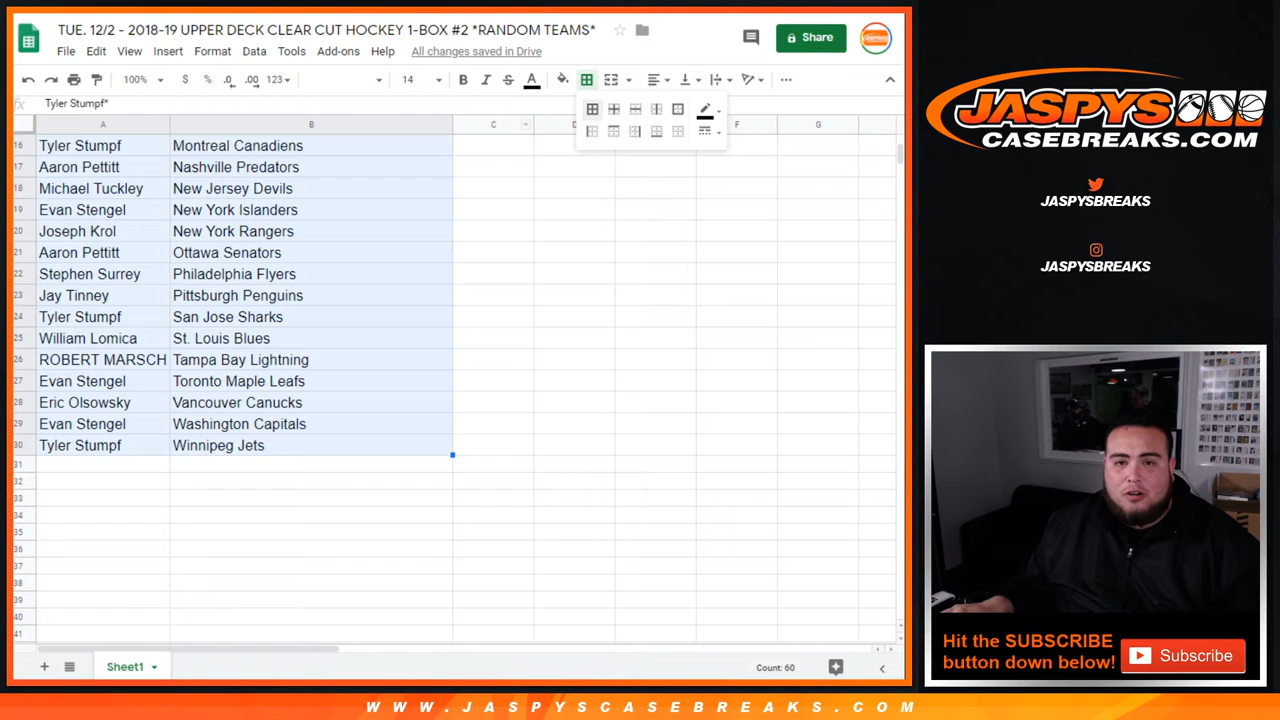 TUE. 12/2 - 2018-19 UPPER DECK CLEAR CUT HOCKEY 1-BOX #2 *RANDOM TEAMS*
File Edit View Insert Format Data Tools Add-ons Help All changes saved in Drive
Share
100% $ % .0 .00 123 14 B I S A
fx Tyler Stumpf*
A B C D F G
16 Tyler Stumpf Montreal Canadiens
17 Aaron Pettitt Nashville Predators
18 Michael Tuckley New Jersey Devils
19 Evan Stengel New York Islanders
20 Joseph Krol New York Rangers
21 Aaron Pettitt Ottawa Senators
22 Stephen Surrey Philadelphia Flyers
23 Jay Tinney Pittsburgh Penguins
24 Tyler Stumpf San Jose Sharks
25 William Lomica St. Louis Blues
26 ROBERT MARSCH Tampa Bay Lightning
27 Evan Stengel Toronto Maple Leafs
28 Eric Olsowsky Vancouver Canucks
29 Evan Stengel Washington Capitals
30 Tyler Stumpf Winnipeg Jets
31
32
33
34
35
36
37
38
39
40
41
Sheet1
Count: 60
JASPYS
CASEBREAKS.COM
JASPYSBREAKS
JASPYSBREAKS
Hit the SUBSCRIBE
button down below!
Subscribe
WWW.JASPYSCASEBREAKS.COM